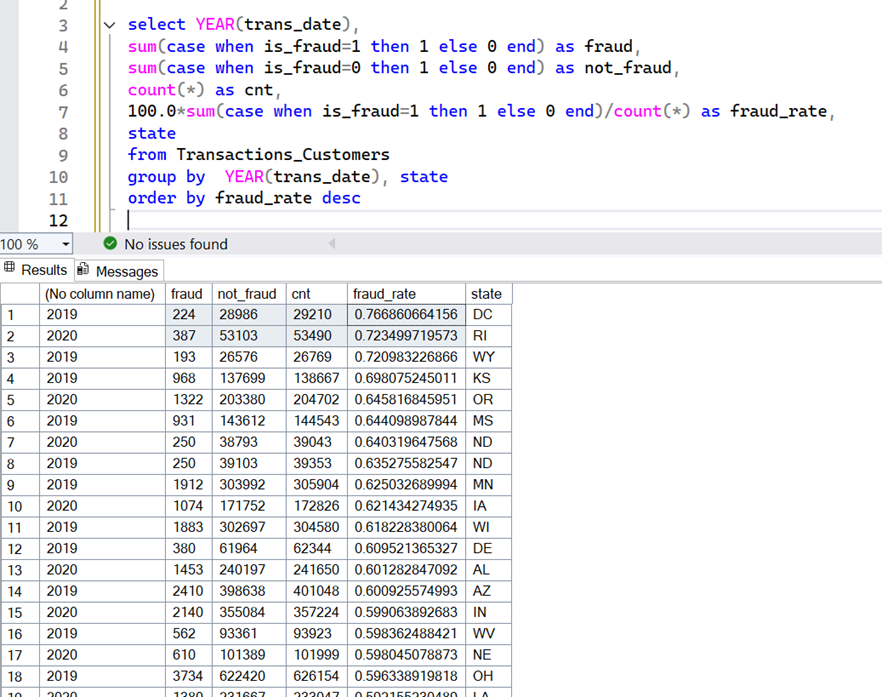 2
3 select YEAR(trans_date),
4 sum(case when is_fraud=1 then 1 else 0 end) as fraud,
5 sum(case when is_fraud=0 then 1 else 0 end) as not_fraud,
6 count(*) as cnt,
7 100.0*sum(case when is_fraud=1 then 1 else 0 end)/count(*) as fraud_rate,
8 state
9 from Transactions_Customers
10 group by  YEAR(trans_date), state
11 order by fraud_rate desc
12
100 % No issues found
Results Messages
(No column name) fraud not_fraud cnt fraud_rate state
1 2019 224 28986 29210 0.766860664156 DC
2 2020 387 53103 53490 0.723499719573 RI
3 2019 193 26576 26769 0.720983226866 WY
4 2019 968 137699 138667 0.698075245011 KS
5 2020 1322 203380 204702 0.645816845951 OR
6 2019 931 143612 144543 0.644098987844 MS
7 2020 250 38793 39043 0.640319647568 ND
8 2019 250 39103 39353 0.635275582547 ND
9 2019 1912 303992 305904 0.625032689994 MN
10 2020 1074 171752 172826 0.621434274935 IA
11 2019 1883 302697 304580 0.618228380064 WI
12 2019 380 61964 62344 0.609521365327 DE
13 2020 1453 240197 241650 0.601282847092 AL
14 2019 2410 398638 401048 0.600925574993 AZ
15 2020 2140 355084 357224 0.599063892683 IN
16 2019 562 93361 93923 0.598362488421 WV
17 2020 610 101389 101999 0.598045078873 NE
18 2019 3734 622420 626154 0.596338919818 OH
19 2020 1380 231667 233047 0.592155230489 LA